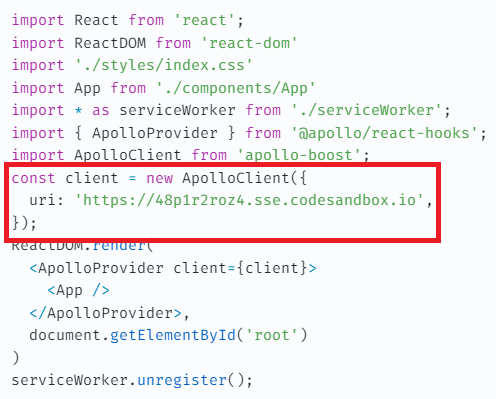 import React from 'react';
import ReactDOM from 'react-dom'
import './styles/index.css'
import App from './components/App'
import * as serviceWorker from './serviceWorker';
import { ApolloProvider } from '@apollo/react-hooks';
import ApolloClient from 'apollo-boost';
const client = new ApolloClient({
  uri: 'https://48p1r2roz4.sse.codesandbox.io',
});
ReactDOM.render(
  <ApolloProvider client={client}>
    <App />
  </ApolloProvider>,
  document.getElementById('root')
)
serviceWorker.unregister();